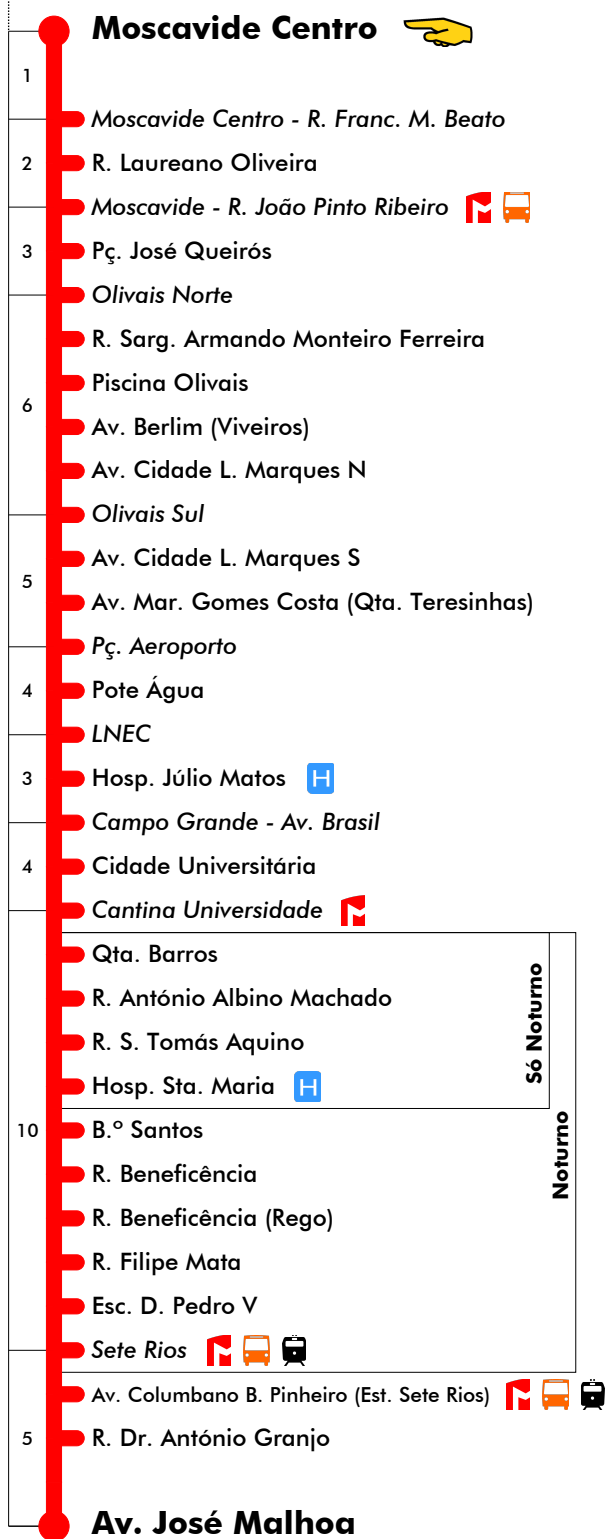 Moscavide Centro
1
Moscavide Centro - R. Franc. M. Beato
2
R. Laureano Oliveira
Moscavide - R. João Pinto Ribeiro
3
Pç. José Queirós
Olivais Norte
R. Sarg. Armando Monteiro Ferreira
Piscina Olivais
6
Av. Berlim (Viveiros)
Av. Cidade L. Marques N
Olivais Sul
Av. Cidade L. Marques S
5
Av. Mar. Gomes Costa (Qta. Teresinhas)
Pç. Aeroporto
4
Pote Água
LNEC
3
Hosp. Júlio Matos H
Campo Grande - Av. Brasil
4
Cidade Universitária
Cantina Universidade
Qta. Barros
R. António Albino Machado
R. S. Tomás Aquino
Hosp. Sta. Maria H
Só Noturno
10
B.º Santos
R. Beneficência
R. Beneficência (Rego)
R. Filipe Mata
Esc. D. Pedro V
Sete Rios
Noturno
Av. Columbano B. Pinheiro (Est. Sete Rios)
5
R. Dr. António Granjo
Av. José Malhoa